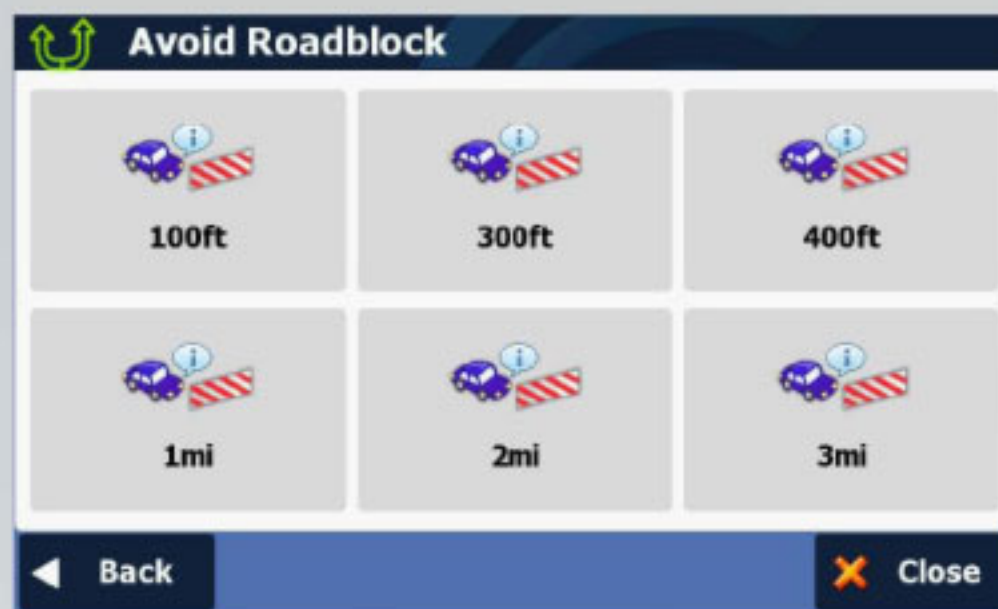 Avoid Roadblock
100ft
300ft
400ft
1mi
2mi
3mi
Back
Close